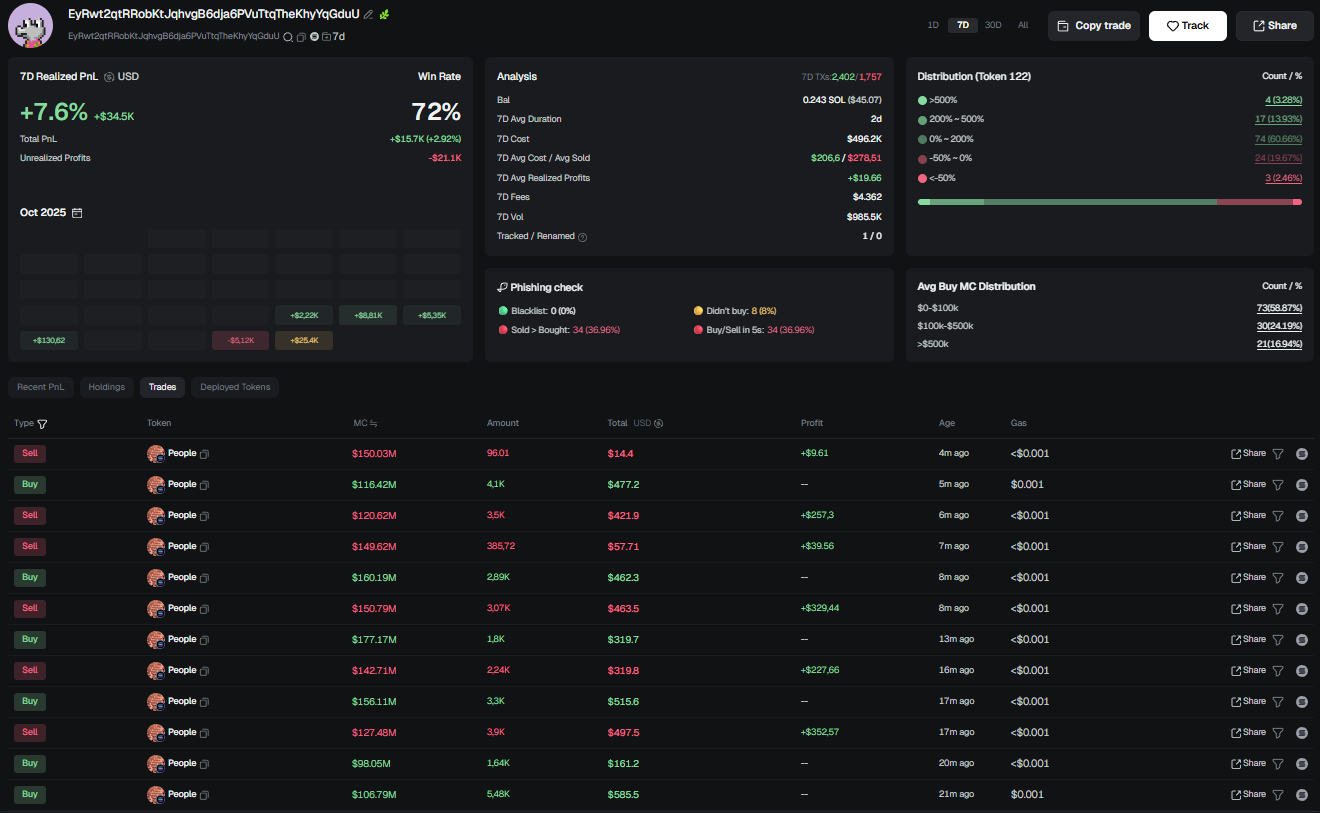 EyRwt2qtRRobKtJqhvgB6dja6PVuTtqTheKhyYqGduU
EyRwt2qtRRobKtJqhvgB6dja6PVuTtqTheKhyYqGduU 7d
1D 7D 30D All Copy trade Track Share
7D Realized PnL USD Win Rate
+7.6% +$34.5K 72%
Total PnL +$15.7K (+2.92%)
Unrealized Profits -$21.1K
Oct 2025
+$2,22K +$8,81K +$5,35K
+$130,62 -$5,12K +$25.4K
Analysis 7D TXs:2,402/1,757
Bal 0.243 SOL ($45.07)
7D Avg Duration 2d
7D Cost $496.2K
7D Avg Cost / Avg Sold $206,6 / $278,51
7D Avg Realized Profits +$19.66
7D Fees $4.362
7D Vol $985.5K
Tracked / Renamed 1 / 0
Phishing check
Blacklist: 0 (0%) Didn't buy: 8 (8%)
Sold > Bought: 34 (36.96%) Buy/Sell in 5s: 34 (36.96%)
Distribution (Token 122) Count / %
>500% 4 (3.28%)
200% ~ 500% 17 (13.93%)
0% ~ 200% 74 (60.66%)
-50% ~ 0% 24 (19.67%)
<-50% 3 (2.46%)
Avg Buy MC Distribution Count / %
$0-$100k 73(58.87%)
$100k-$500k 30(24.19%)
>$500k 21(16.94%)
Recent PnL Holdings Trades Deployed Tokens
Type Token MC Amount Total USD Profit Age Gas
Sell People $150.03M 96.01 $14.4 +$9.61 4m ago <$0.001 Share
Buy People $116.42M 4,1K $477.2 -- 5m ago $0.001 Share
Sell People $120.62M 3,5K $421.9 +$257,3 6m ago <$0.001 Share
Sell People $149.62M 385,72 $57.71 +$39.56 7m ago <$0.001 Share
Buy People $160.19M 2,89K $462.3 -- 8m ago <$0.001 Share
Sell People $150.79M 3,07K $463.5 +$329,44 8m ago <$0.001 Share
Buy People $177.17M 1,8K $319.7 -- 13m ago <$0.001 Share
Sell People $142.71M 2,24K $319.8 +$227,66 16m ago <$0.001 Share
Buy People $156.11M 3,3K $515.6 -- 17m ago <$0.001 Share
Sell People $127.48M 3,9K $497.5 +$352,57 17m ago <$0.001 Share
Buy People $98.05M 1,64K $161.2 -- 20m ago <$0.001 Share
Buy People $106.79M 5,48K $585.5 -- 21m ago $0.001 Share